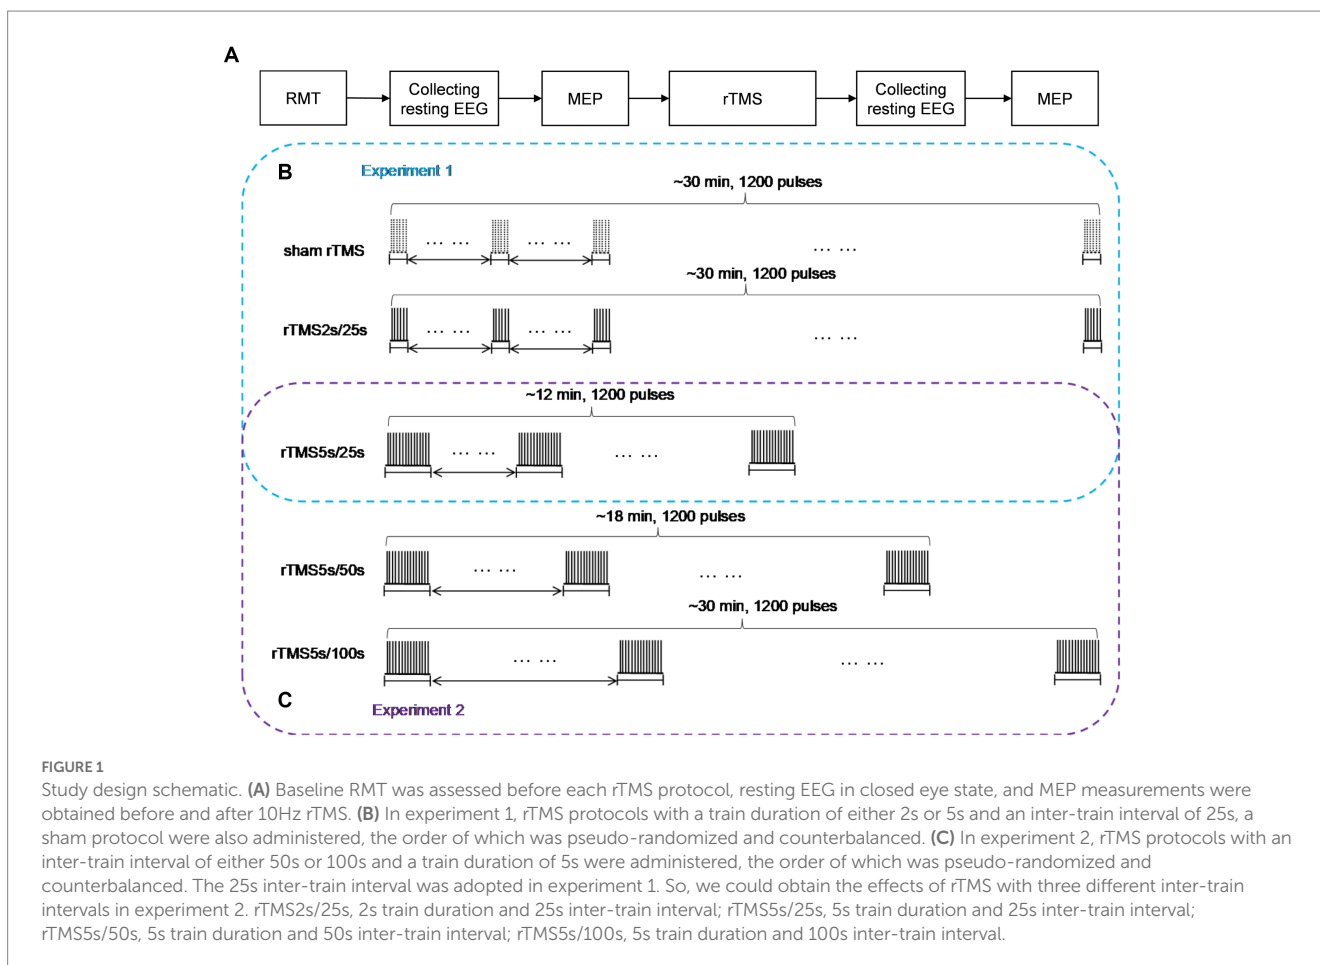 A
RMT
Collecting
resting EEG
MEP
rTMS
Collecting
resting EEG
MEP
B
Experiment 1
~30 min, 1200 pulses
sham rTMS
... ...
... ...
... ...
~30 min, 1200 pulses
rTMS2s/25s
... ...
... ...
... ...
~12 min, 1200 pulses
rTMS5s/25s
... ...
... ...
~18 min, 1200 pulses
rTMS5s/50s
... ...
... ...
~30 min, 1200 pulses
rTMS5s/100s
... ...
... ...
C
Experiment 2
FIGURE 1
Study design schematic. (A) Baseline RMT was assessed before each rTMS protocol, resting EEG in closed eye state, and MEP measurements were
obtained before and after 10Hz rTMS. (B) In experiment 1, rTMS protocols with a train duration of either 2s or 5s and an inter-train interval of 25s, a
sham protocol were also administered, the order of which was pseudo-randomized and counterbalanced. (C) In experiment 2, rTMS protocols with an
inter-train interval of either 50s or 100s and a train duration of 5s were administered, the order of which was pseudo-randomized and
counterbalanced. The 25s inter-train interval was adopted in experiment 1. So, we could obtain the effects of rTMS with three different inter-train
intervals in experiment 2. rTMS2s/25s, 2s train duration and 25s inter-train interval; rTMS5s/25s, 5s train duration and 25s inter-train interval;
rTMS5s/50s, 5s train duration and 50s inter-train interval; rTMS5s/100s, 5s train duration and 100s inter-train interval.